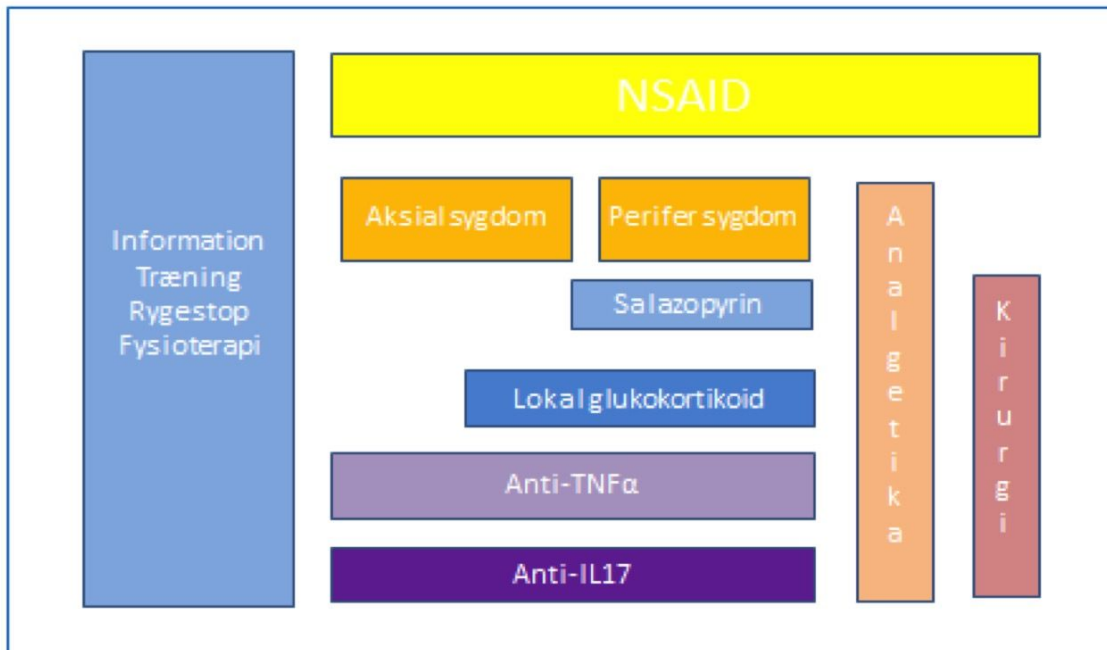 NSAID
Information
Træning
Rygestop
Fysioterapi
Aksial sygdom
Perifer sygdom
Salazopyrin
Lokal glukokortikoid
Anti-TNFα
Anti-IL17
Analgetika
Kirurgi